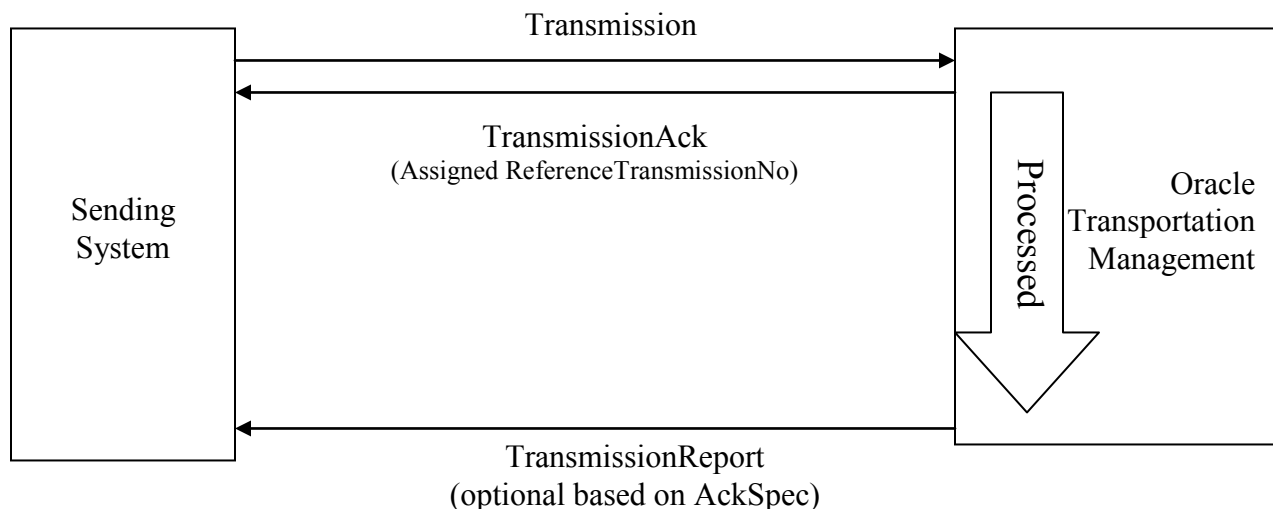 Transmission
TransmissionAck
(Assigned ReferenceTransmissionNo)
Sending
System
Processed
Oracle
Transportation
Management
TransmissionReport
(optional based on AckSpec)